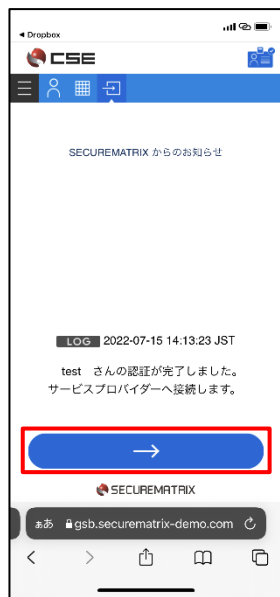 Dropbox
CSE
SECUREMATRIX からのお知らせ
LOG 2022-07-15 14:13:23 JST
test さんの認証が完了しました。
サービスプロバイダーへ接続します。
SECUREMATRIX
ああ gsb.securematrix-demo.com